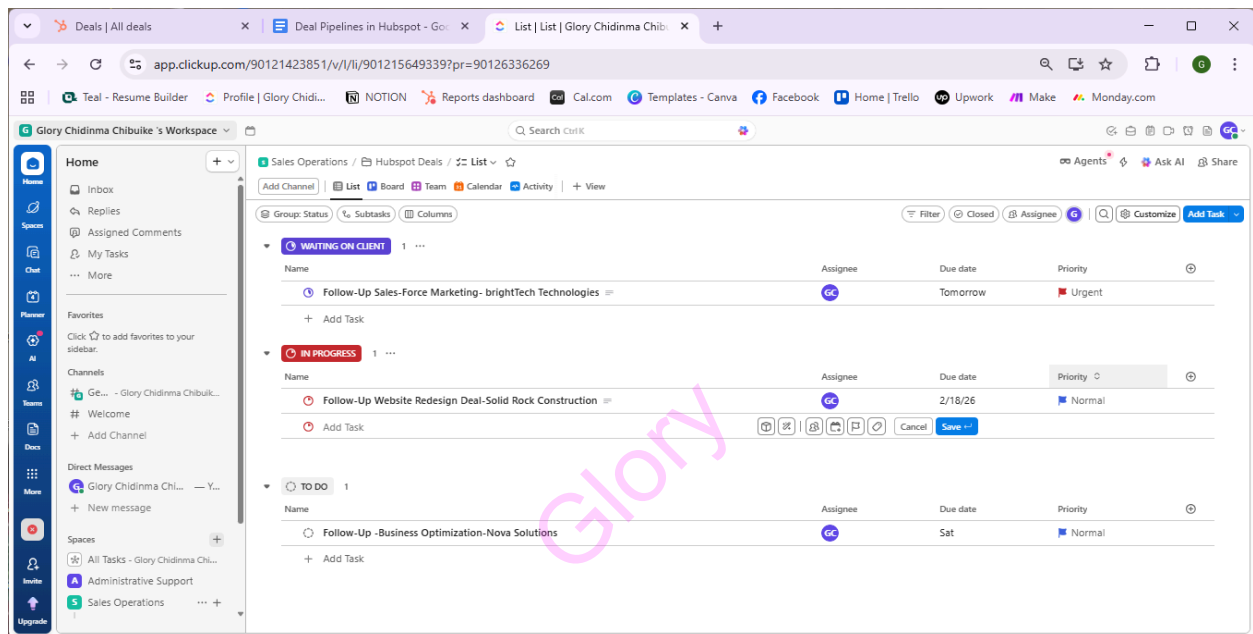 Deals | All deals
Deal Pipelines in Hubspot - Goo
List | List | Glory Chidinma Chibu
app.clickup.com/90121423851/v/l/li/901215649339?pr=90126336269
G
Teal - Resume Builder
Profile | Glory Chidi...
NOTION
Reports dashboard
Cal
Cal.com
Templates - Canva
Facebook
Home | Trello
up
Upwork
Make
Monday.com
G
Glory Chidinma Chibuike 's Workspace
Search Ctrl K
GC
Home
Spaces
Chat
Planner
AI
Teams
Docs
More
Invite
Upgrade
Home
Inbox
Replies
Assigned Comments
My Tasks
... More
Favorites
Click ☆ to add favorites to your
sidebar.
Channels
Ge... - Glory Chidinma Chibuik...
# Welcome
+ Add Channel
Direct Messages
G
Glory Chidinma Chi... — Y...
+ New message
Spaces +
All Tasks - Glory Chidinma Chi...
A Administrative Support
S Sales Operations ... +
S Sales Operations / Hubspot Deals / List
Agents
Ask AI
Share
Add Channel
List
Board
Team
Calendar
Activity
+ View
Group: Status
Subtasks
Columns
Filter
Closed
Assignee
G
Customize
Add Task
WAITING ON CLIENT 1 ...
Name Assignee Due date Priority
Follow-Up Sales-Force Marketing- brightTech Technologies GC Tomorrow Urgent
+ Add Task
IN PROGRESS 1 ...
Name Assignee Due date Priority
Follow-Up Website Redesign Deal-Solid Rock Construction GC 2/18/26 Normal
Add Task Cancel Save
TO DO 1
Name Assignee Due date Priority
Follow-Up -Business Optimization-Nova Solutions GC Sat Normal
+ Add Task
Glory